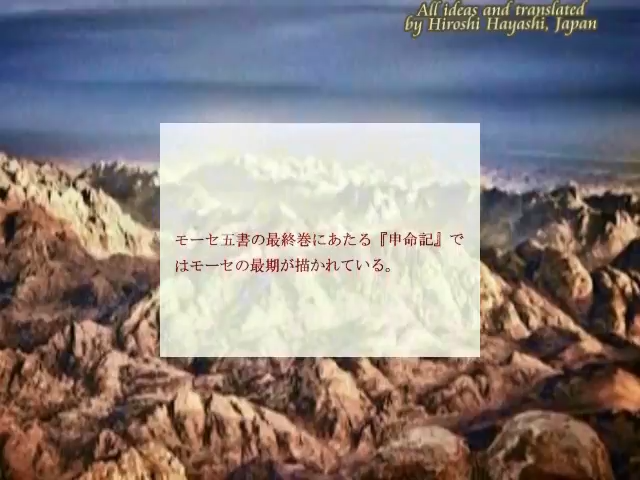 All ideas and translated
by Hiroshi Hayashi, Japan
モーセ五書の最終巻にあたる『申命記』で
はモーセの最期が描かれている。